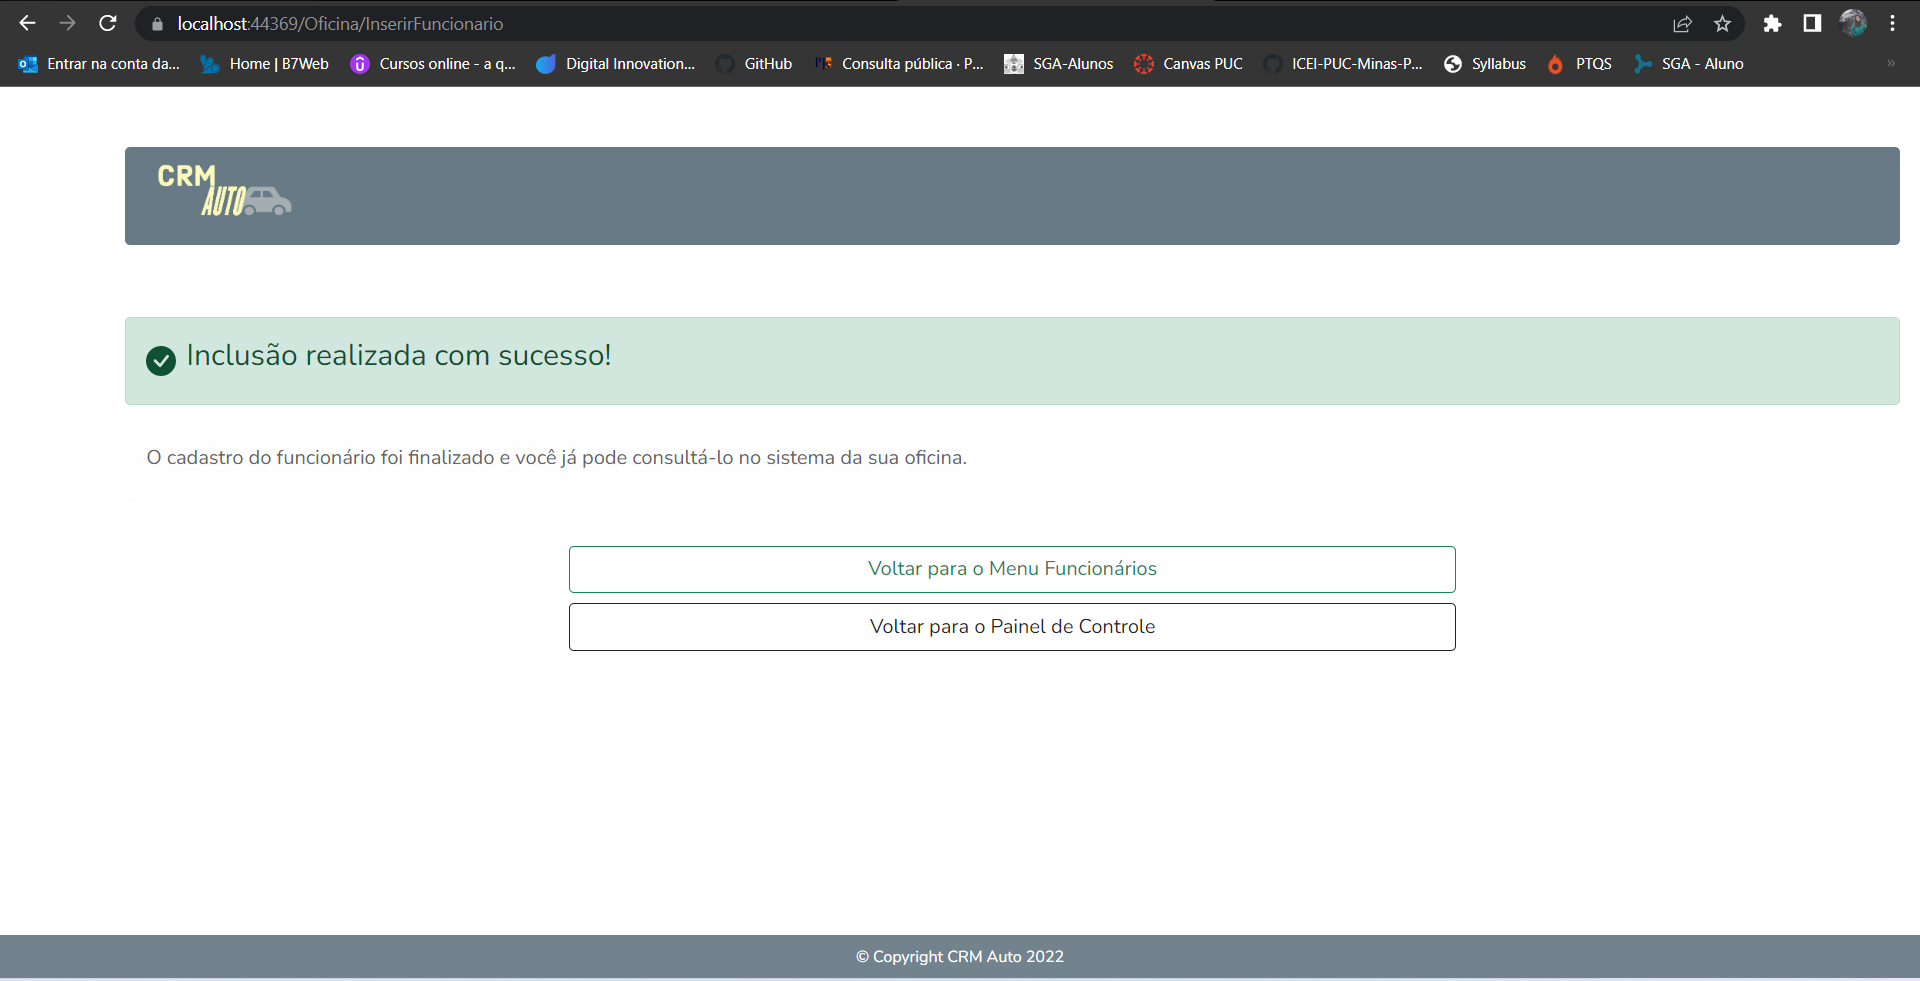 localhost:44369/Oficina/InserirFuncionario
Entrar na conta da... Home | B7Web Cursos online - a q... Digital Innovation... GitHub Consulta pública · P... SGA-Alunos Canvas PUC ICEI-PUC-Minas-P... Syllabus PTQS SGA - Aluno »
CRM
AUTO
Inclusão realizada com sucesso!
O cadastro do funcionário foi finalizado e você já pode consultá-lo no sistema da sua oficina.
Voltar para o Menu Funcionários
Voltar para o Painel de Controle
© Copyright CRM Auto 2022